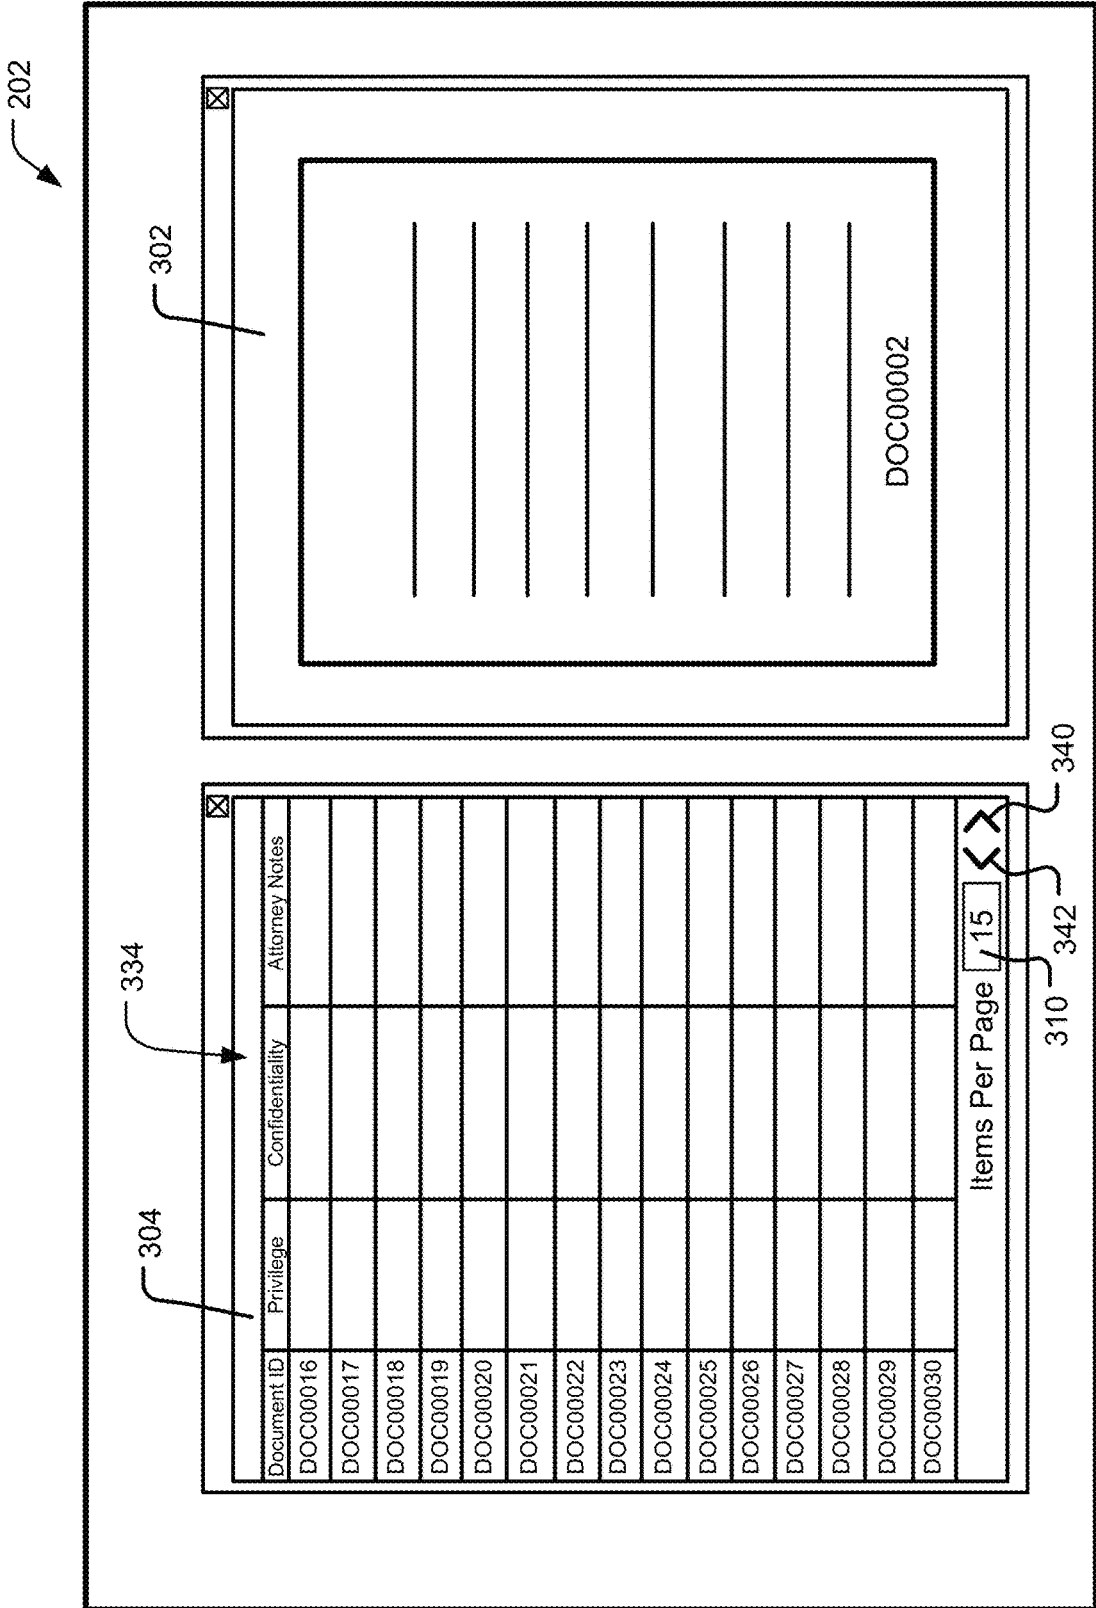 202
304
334
302
Document ID Privilege Confidentiality Attorney Notes
DOC00016
DOC00017
DOC00018
DOC00019
DOC00020
DOC00021
DOC00022
DOC00023
DOC00024
DOC00025
DOC00026
DOC00027
DOC00028
DOC00029
DOC00030
Items Per Page 15 < >
310
342
340
DOC00002